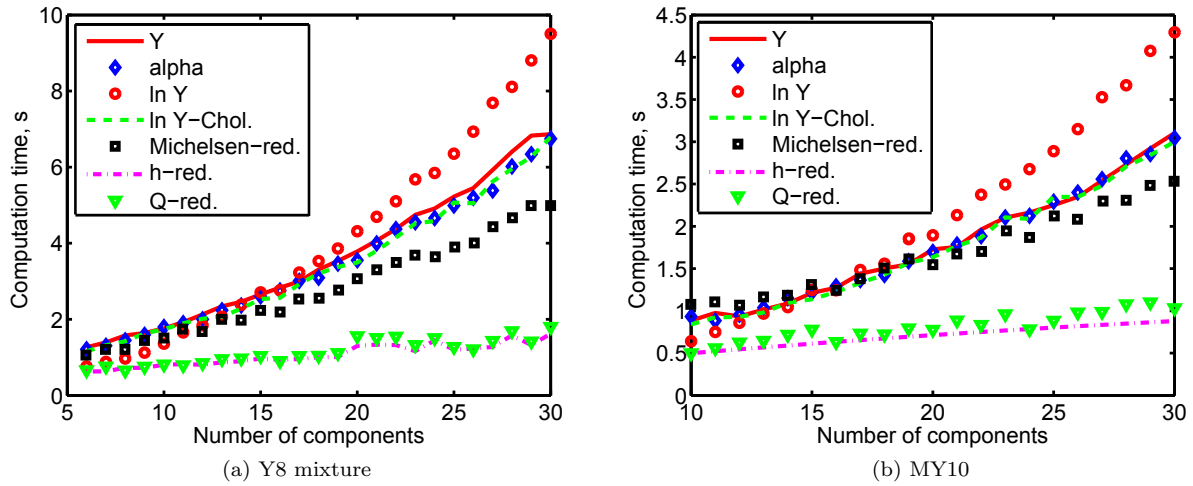 10
8
6
4
2
0
5
10
15
20
25
30
Computation time, s
Number of components
Y
alpha
ln Y
ln Y−Chol.
Michelsen−red.
h−red.
Q−red.
(a) Y8 mixture
4.5
4
3.5
3
2.5
2
1.5
1
0.5
0
10
15
20
25
30
Computation time, s
Number of components
Y
alpha
ln Y
ln Y−Chol.
Michelsen−red.
h−red.
Q−red.
(b) MY10